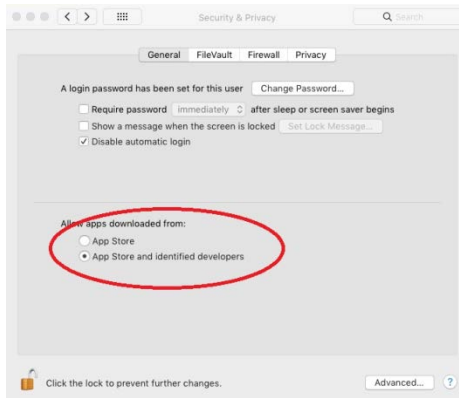 Security & Privacy
Search
General FileVault Firewall Privacy
A login password has been set for this user Change Password...
Require password immediately after sleep or screen saver begins
Show a message when the screen is locked Set Lock Message...
Disable automatic login
Allow apps downloaded from:
App Store
App Store and identified developers
Click the lock to prevent further changes.
Advanced... ?